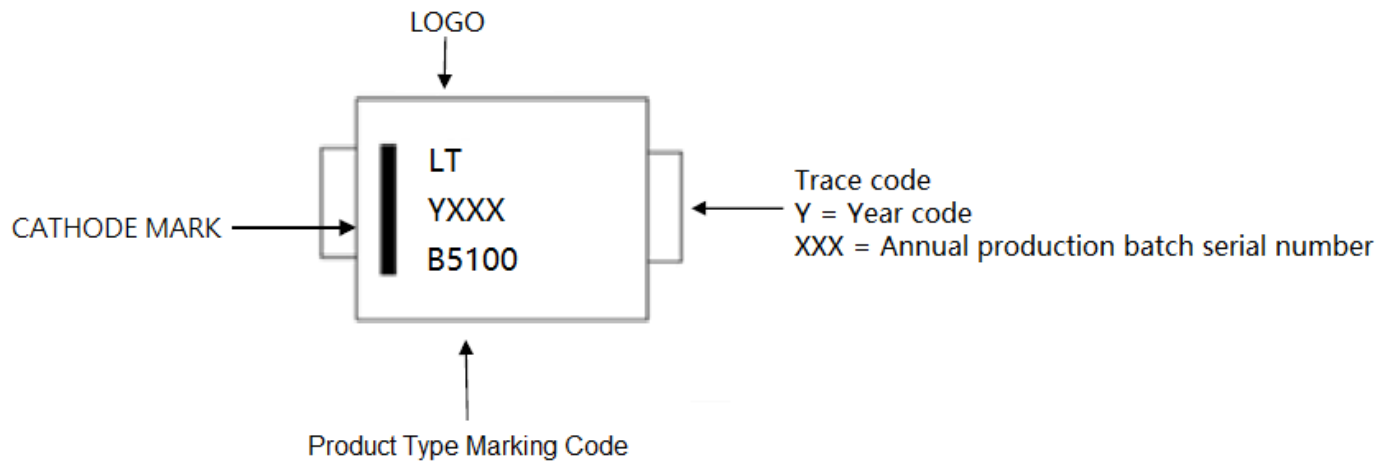 LOGO
LT
YXXX
B5100
CATHODE MARK
Trace code
Y = Year code
XXX = Annual production batch serial number
Product Type Marking Code